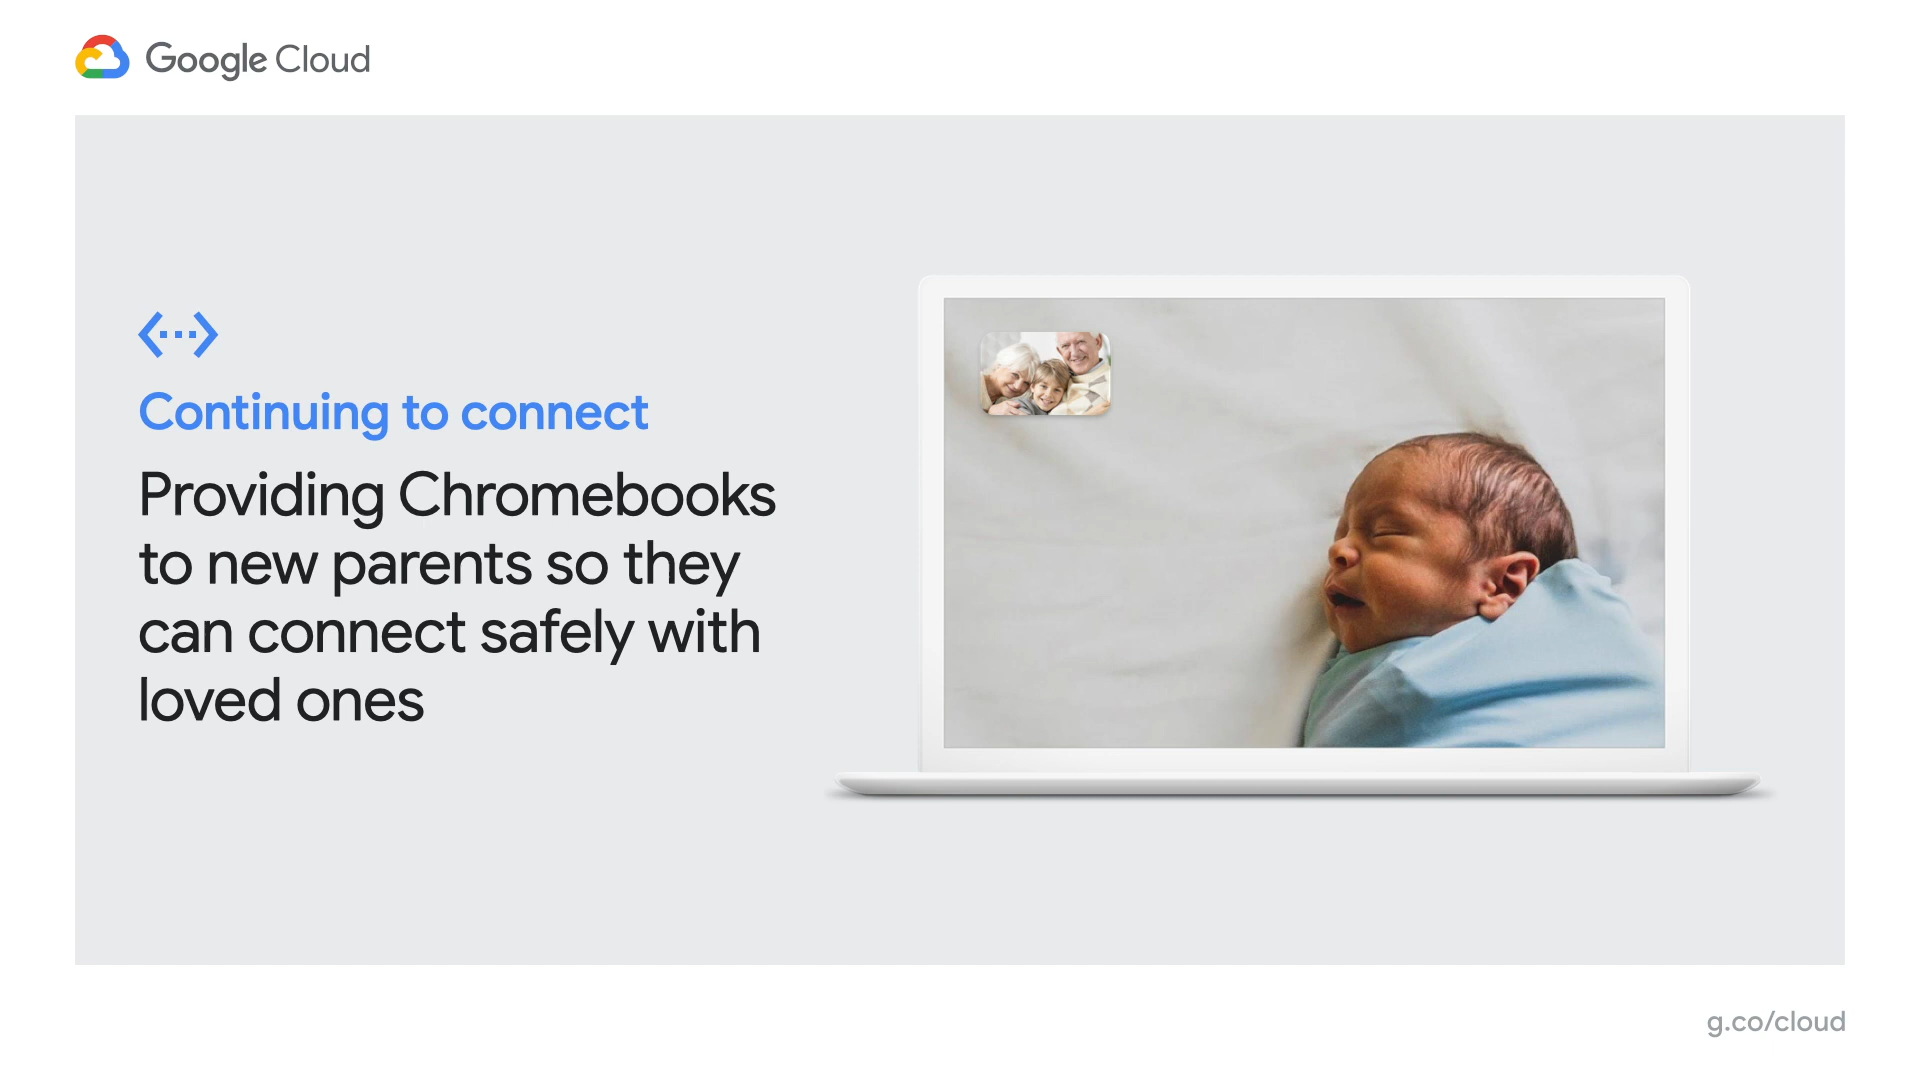 Google Cloud
Continuing to connect
Providing Chromebooks
to new parents so they
can connect safely with
loved ones
g.co/cloud